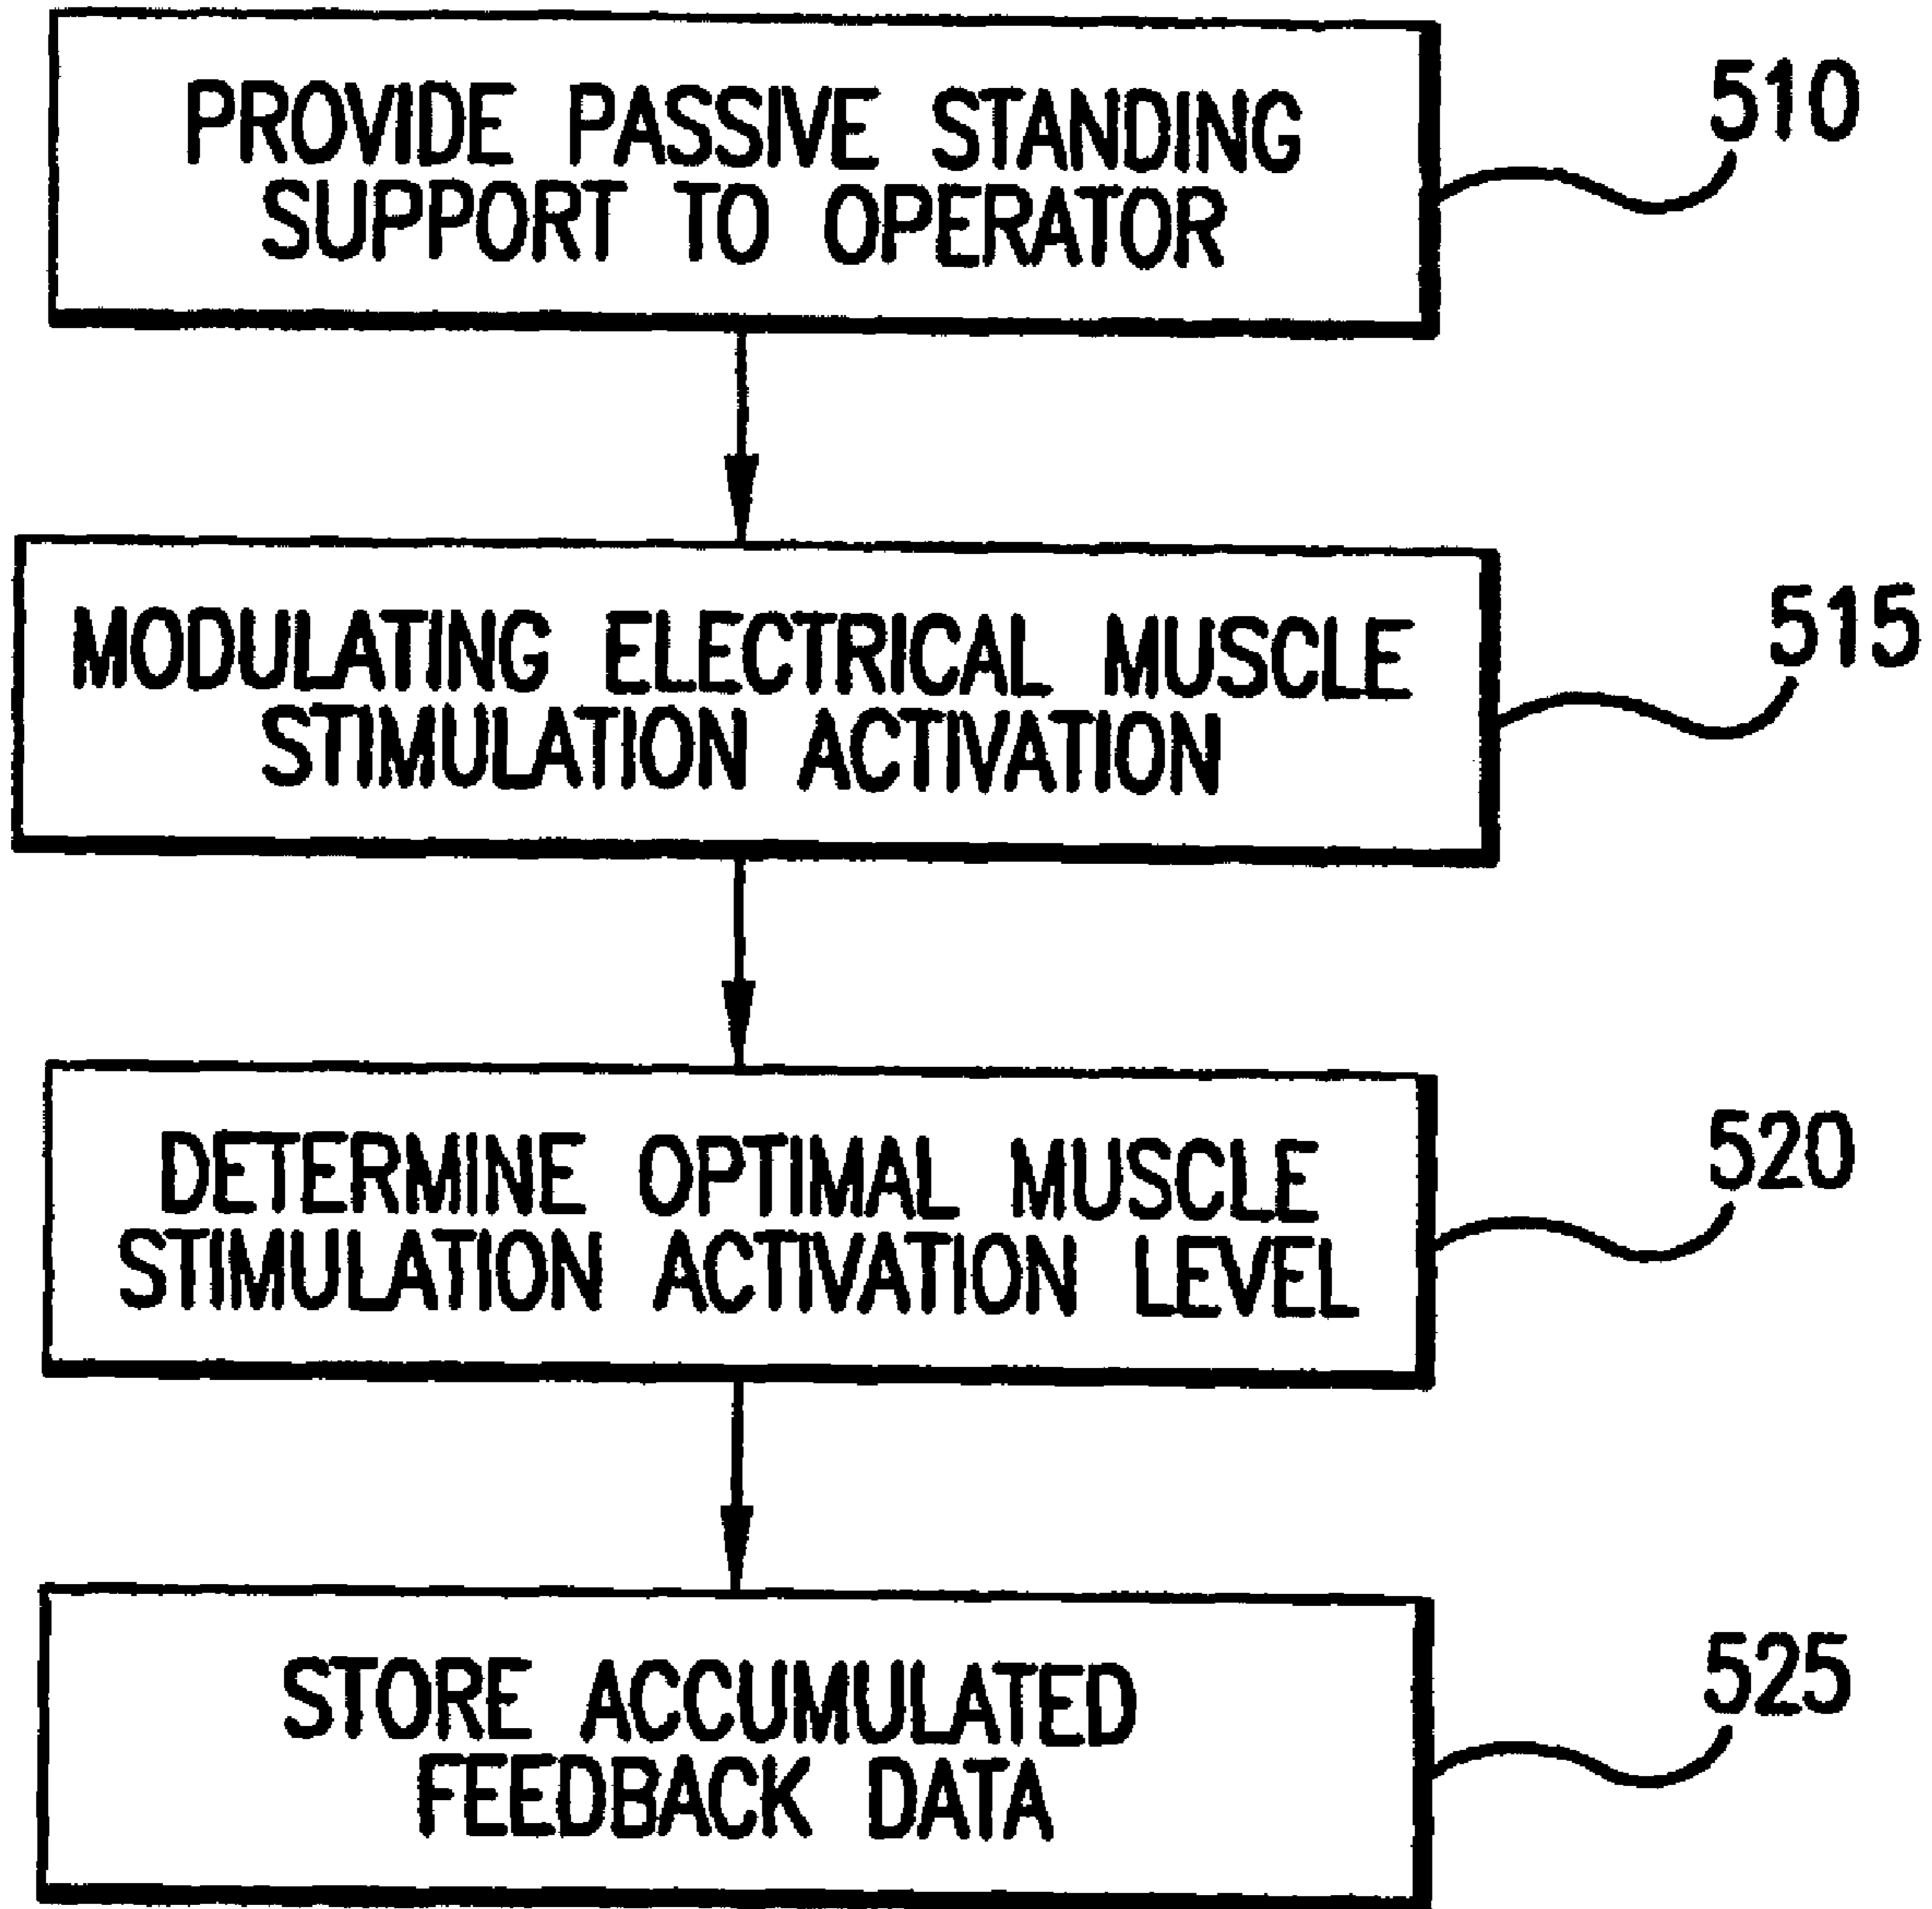 PROVIDE PASSIVE STANDING
SUPPORT TO OPERATOR
510
MODULATING ELECTRICAL MUSCLE
STIMULATION ACTIVATION
515
DETERMINE OPTIMAL MUSCLE
STIMULATION ACTIVATION LEVEL
520
STORE ACCUMULATED
FEEDBACK DATA
525